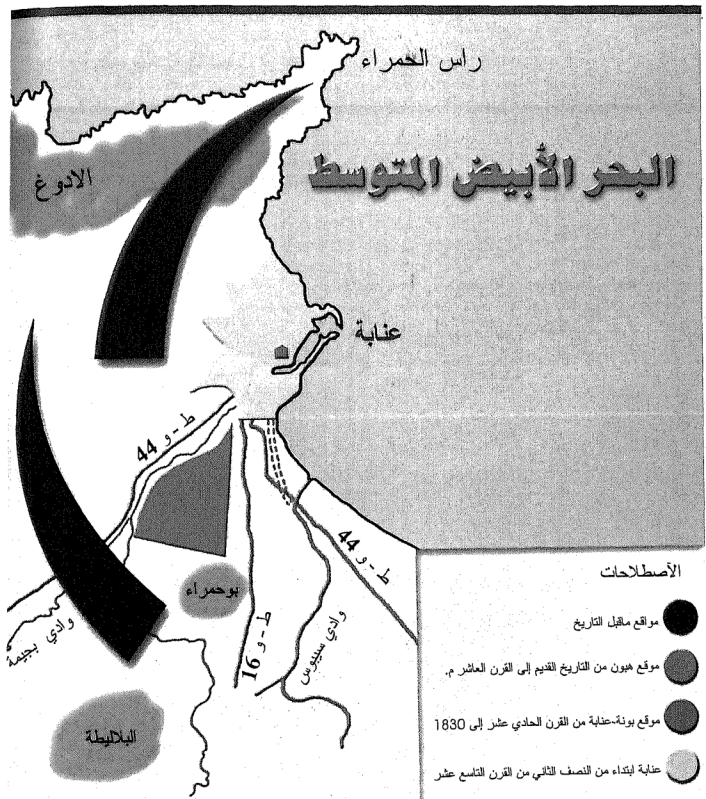 راس الحمراء
البحر الأبيض المتوسط
الادوغ
عنابة
ط - و 44
ط - و 44
بوحمراء
ط - و 16
وادي سيبوس
وادي بجيمة
البلاليطة
الآصطلاحات
مواقع ماقبل التاريخ
موقع هبون من التاريخ القديم إلى القرن العاشر م.
موقع بونة-عنابة من القرن الحادي عشر إلى 1830
عنابة ابتداء من النصف الثاني من القرن التاسع عشر